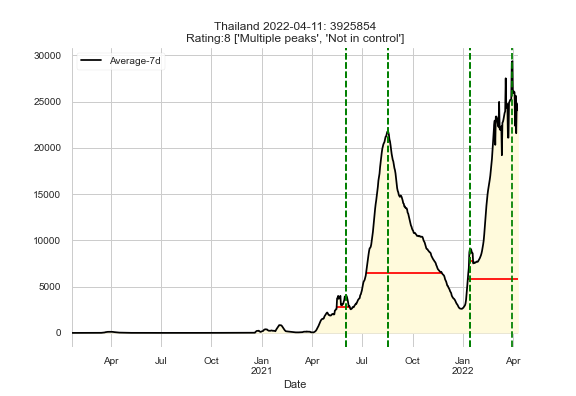 Thailand 2022-04-11: 3925854
Rating:8 ['Multiple peaks', 'Not in control']
30000
Average-7d
25000
20000
15000
10000
5000
0
Apr Jul Oct Jan Apr Jul Oct Jan Apr
2021 2022
Date